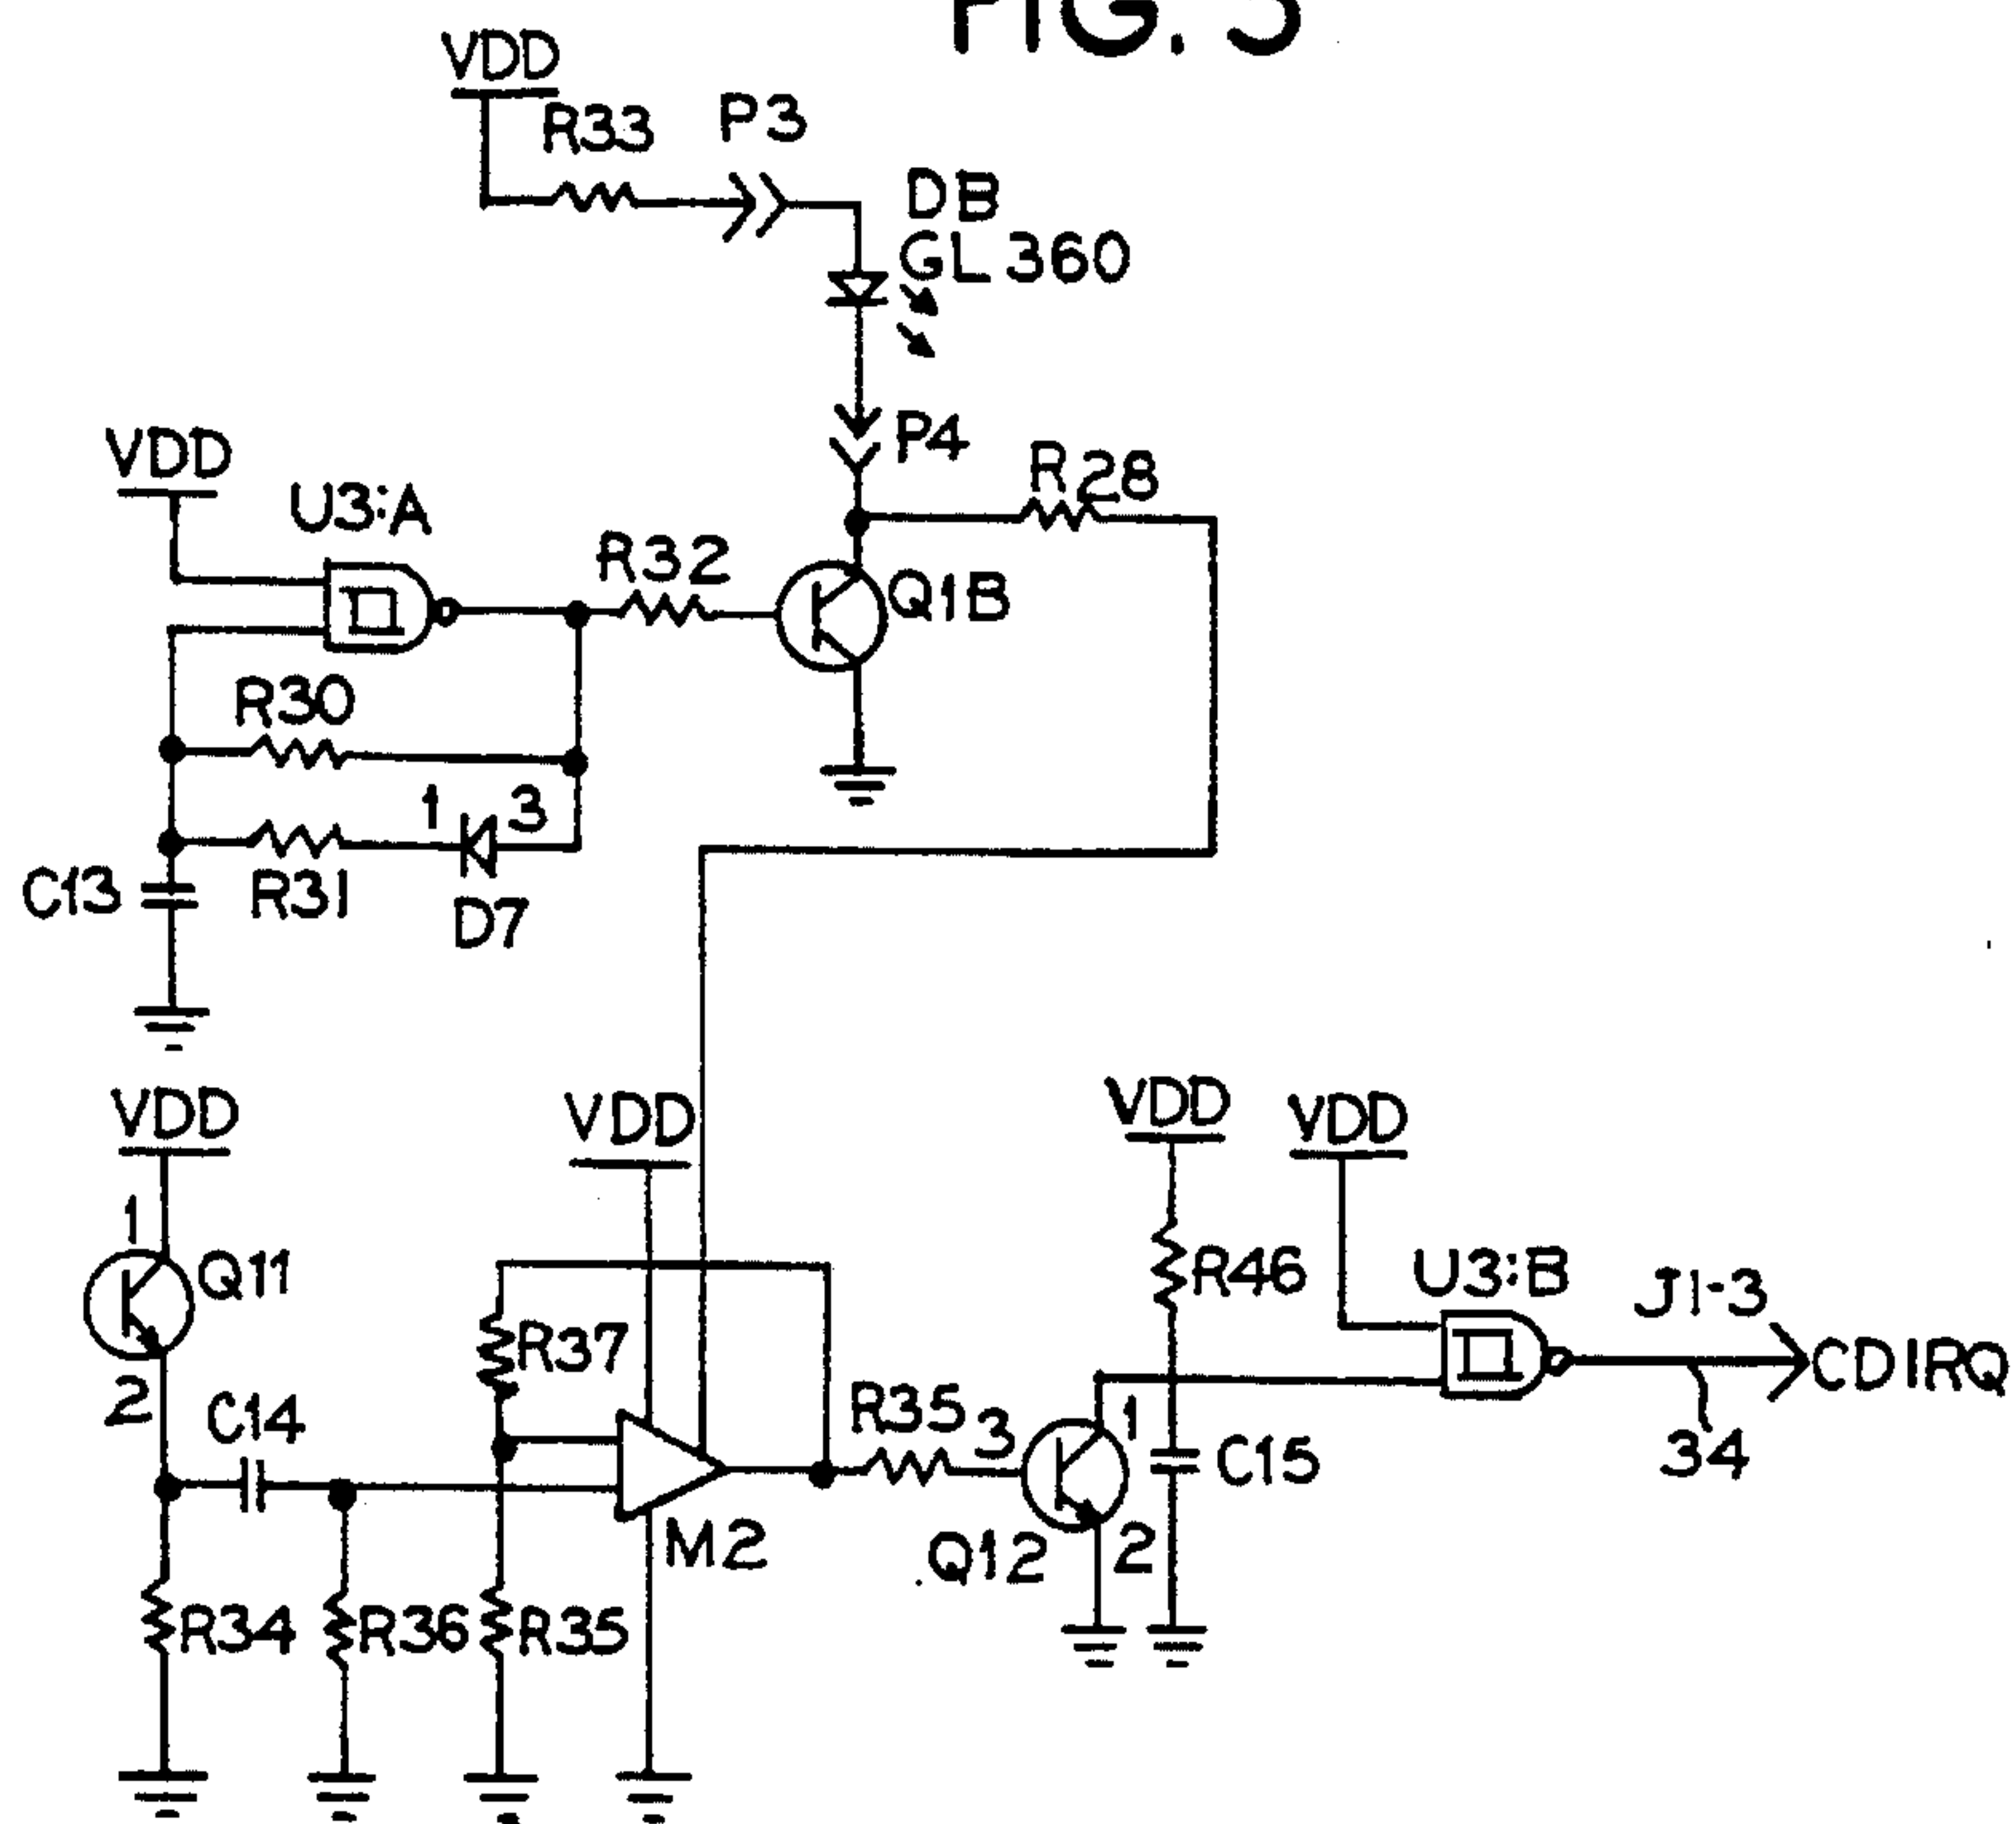 FIG. 5
VDD
R33
P3
DB
GL360
P4
R28
VDD
U3:A
R32
Q1B
R30
1
3
C13
R31
D7
VDD
VDD
VDD
VDD
1
Q11
R37
R46
U3:B
J1-3
CDIRQ
34
2
C14
R35
3
1
C15
M2
Q12
2
R34
R36
R35